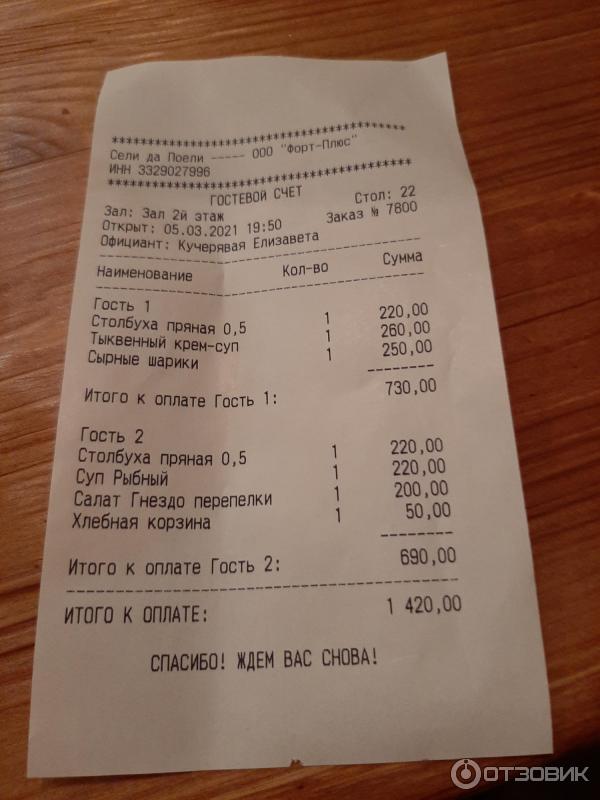 ************************************
Сели да Поели ----- ООО "Форт-Плюс"
ИНН 3329027996
************************************
ГОСТЕВОЙ СЧЕТ
Зал: Зал 2й этаж Стол: 22
Открыт: 05.03.2021 19:50 Заказ № 7800
Официант: Кучерявая Елизавета
Наименование Кол-во Сумма
Гость 1
Столбуха пряная 0,5 1 220,00
Тыквенный крем-суп 1 260,00
Сырные шарики 1 250,00
--------
Итого к оплате Гость 1: 730,00
Гость 2
Столбуха пряная 0,5 1 220,00
Суп Рыбный 1 220,00
Салат Гнездо перепелки 1 200,00
Хлебная корзина 1 50,00
--------
Итого к оплате Гость 2: 690,00
ИТОГО К ОПЛАТЕ: 1 420,00
СПАСИБО! ЖДЕМ ВАС СНОВА!
ОТЗОВИК